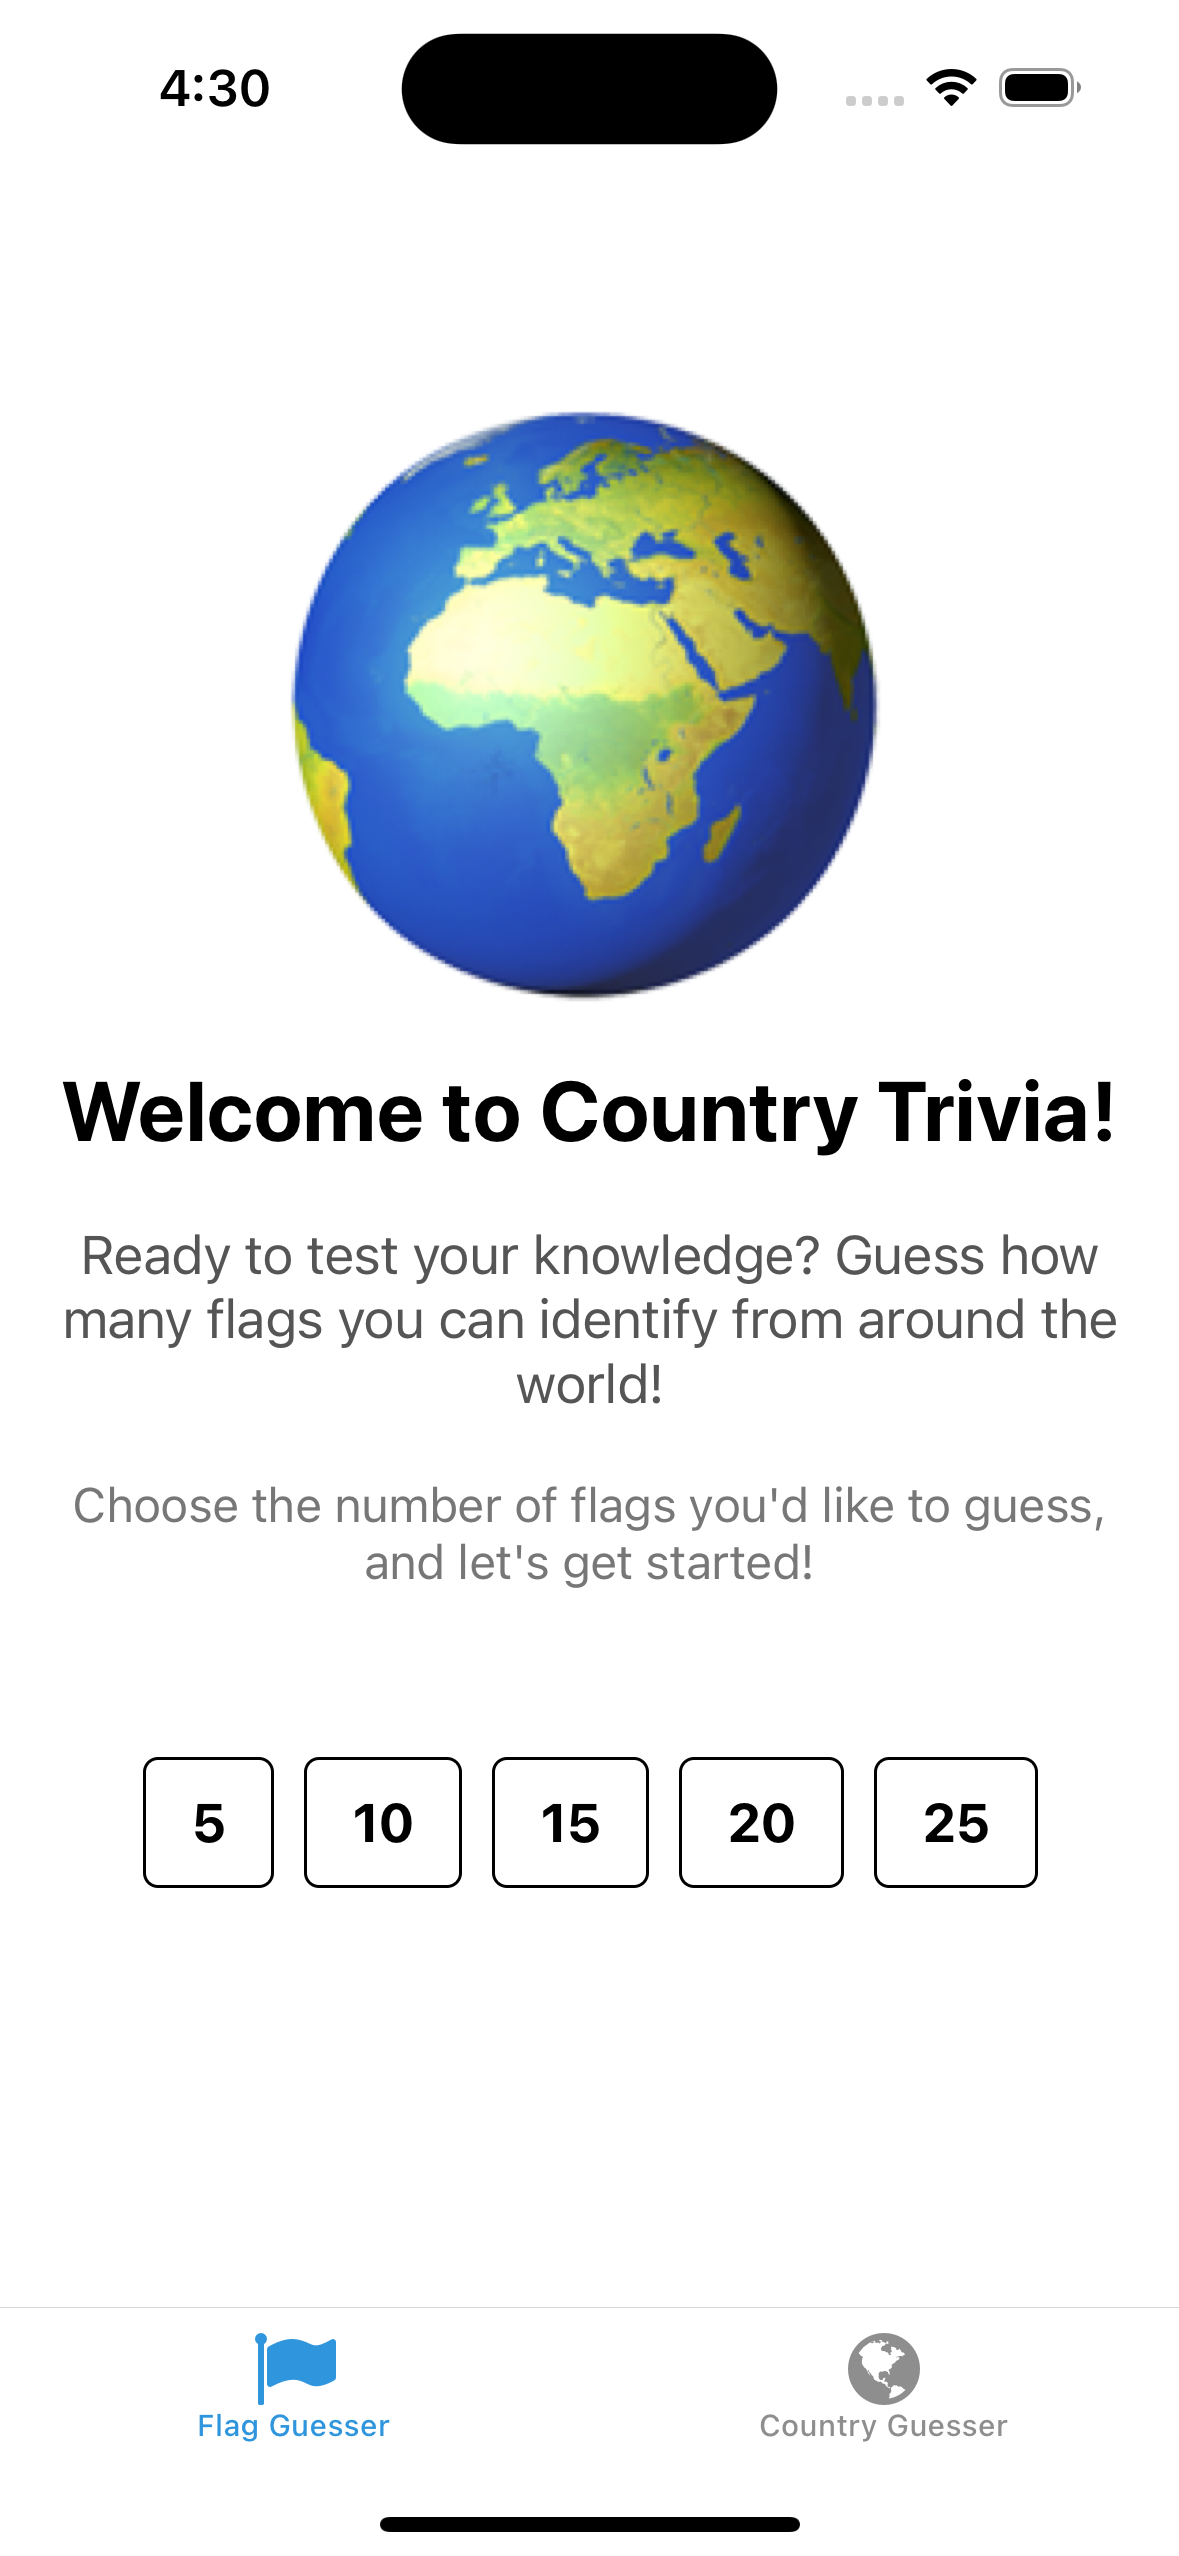 4:30
Welcome to Country Trivia!
Ready to test your knowledge? Guess how
many flags you can identify from around the
world!
Choose the number of flags you'd like to guess,
and let's get started!
5 10 15 20 25
Flag Guesser Country Guesser